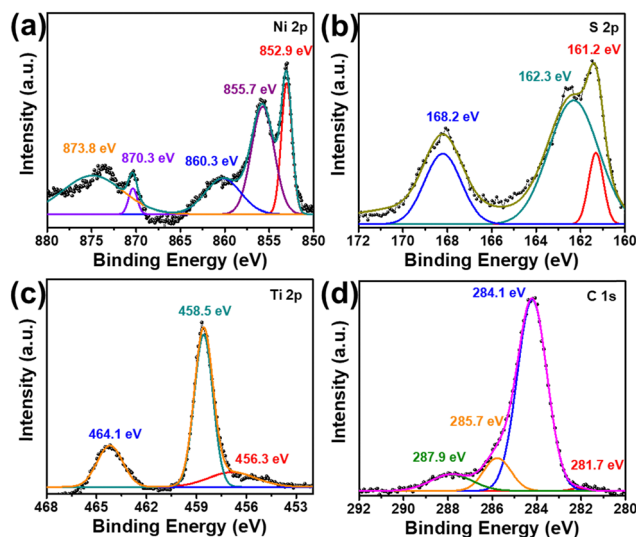 (a)
Ni 2p
852.9 eV
855.7 eV
873.8 eV
870.3 eV
860.3 eV
Intensity (a.u.)
880 875 870 865 860 855 850
Binding Energy (eV)
(b)
S 2p
161.2 eV
162.3 eV
168.2 eV
Intensity (a.u.)
172 170 168 166 164 162 160
Binding Energy (eV)
(c)
Ti 2p
458.5 eV
464.1 eV
456.3 eV
Intensity (a.u.)
468 465 462 459 456 453
Binding Energy (eV)
(d)
C 1s
284.1 eV
285.7 eV
287.9 eV
281.7 eV
Intensity (a.u.)
292 290 288 286 284 282 280
Binding Energy (eV)